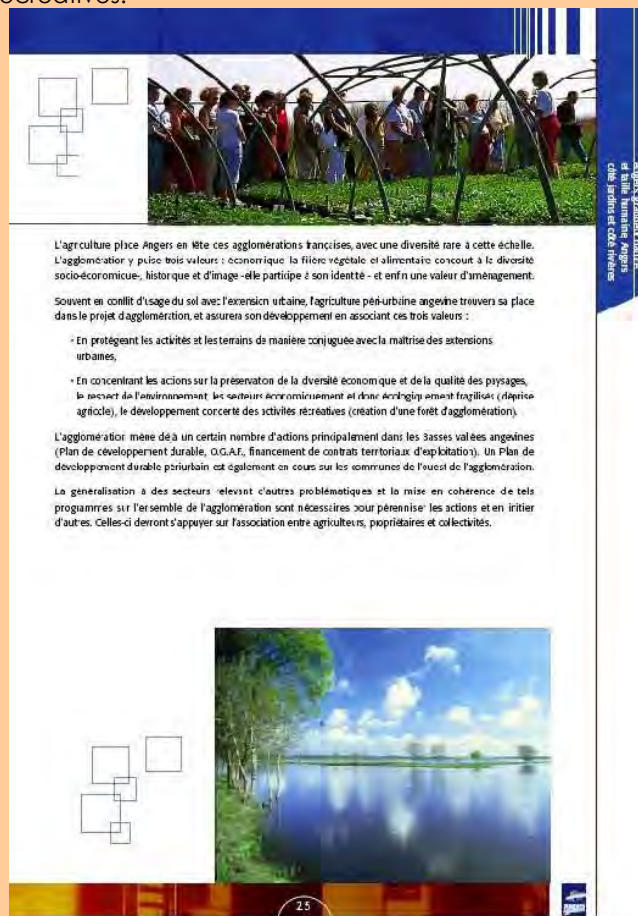 L'agriculture place Angers en tête des agglomérations françaises, avec une diversité rare à cette échelle.
L'agglomération y puise trois valeurs : économique -la filière végétale et alimentaire concourt à la diversité
socio-économique-, historique et d'image -elle participe à son identité - et enfin une valeur d'aménagement.
Souvent en conflit d'usage du sol avec l'extension urbaine, l'agriculture péri-urbaine angevine trouvera sa place
dans le projet d'agglomération, et assurera son développement en associant ces trois valeurs :
• En protégeant les activités et les terrains de manière conjuguée avec la maîtrise des extensions
urbaines,
• En concentrant les actions sur la préservation de la diversité économique et de la qualité des paysages,
le respect de l'environnement, les secteurs économiquement et donc écologiquement fragilisés (déprise
agricole), le développement concerté des activités récréatives (création d'une forêt d'agglomération).
L'agglomération mène déjà un certain nombre d'actions principalement dans les Basses vallées angevines
(Plan de développement durable, O.G.A.F., financement de contrats territoriaux d'exploitation). Un Plan de
développement durable périurbain est également en cours sur les communes de l'ouest de l'agglomération.
La généralisation à des secteurs relevant d'autres problématiques et la mise en cohérence de tels
programmes sur l'ensemble de l'agglomération sont nécessaires pour pérenniser les actions et en initier
d'autres. Celles-ci devront s'appuyer sur l'association entre agriculteurs, propriétaires et collectivités.
et taille humaine Angers
côté jardins et côté rivières
25